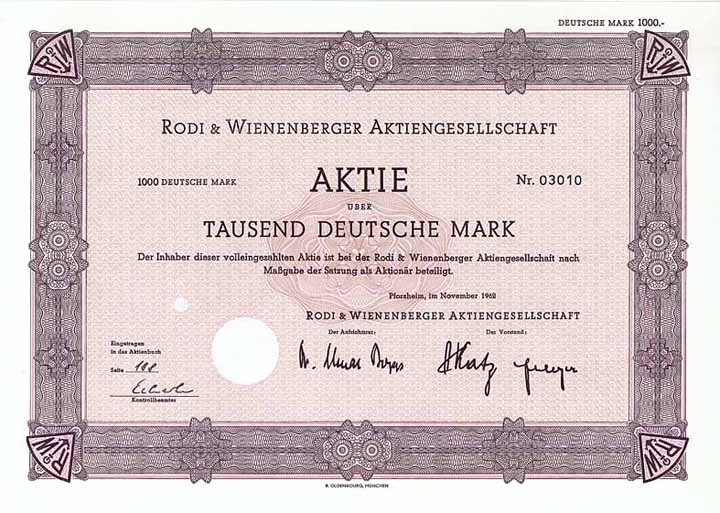 DEUTSCHE MARK 1000,-
RODI & WIENENBERGER AKTIENGESELLSCHAFT
1000 DEUTSCHE MARK
AKTIE
Nr. 03010
ÜBER
TAUSEND DEUTSCHE MARK
Der Inhaber dieser volleingezahlten Aktie ist bei der Rodi & Wienenberger Aktiengesellschaft nach
Maßgabe der Satzung als Aktionär beteiligt.
Pforzheim, im November 1962
RODI & WIENENBERGER AKTIENGESELLSCHAFT
Der Aufsichtsrat:
Der Vorstand:
Eingetragen
in das Aktienbuch
Seite 188
Kontrollbeamter
R. OLDENBOURG, MÜNCHEN